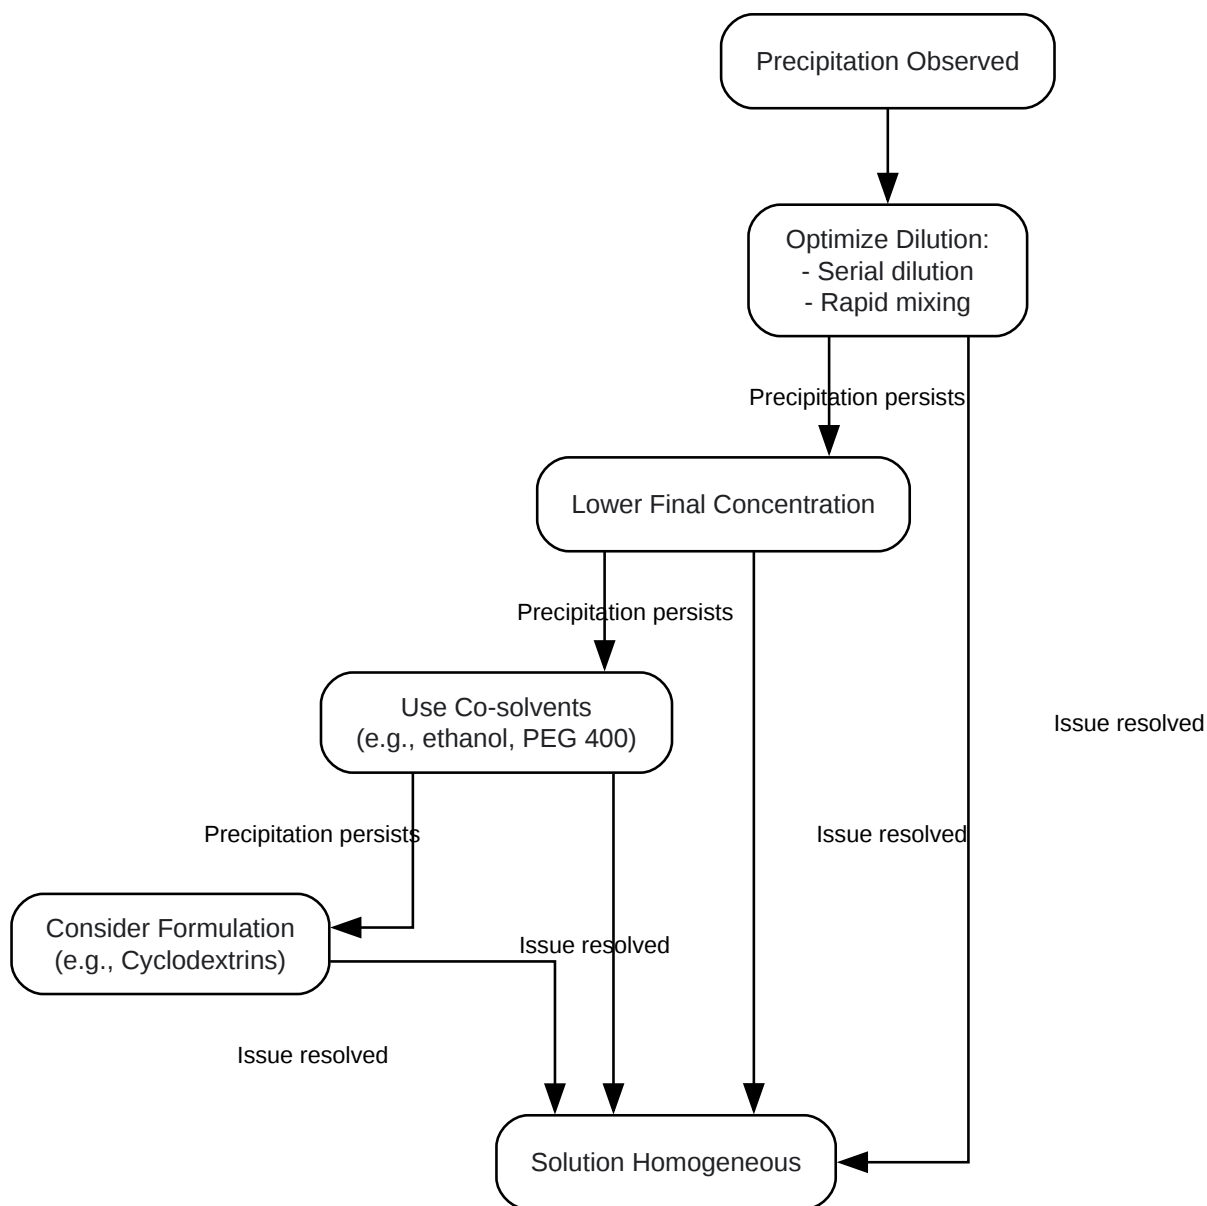 Precipitation Observed
Optimize Dilution:
- Serial dilution
- Rapid mixing
Precipitation persists
Lower Final Concentration
Precipitation persists
Use Co-solvents
(e.g., ethanol, PEG 400)
Issue resolved
Precipitation persists
Issue resolved
Consider Formulation
(e.g., Cyclodextrins)
Issue resolved
Issue resolved
Solution Homogeneous